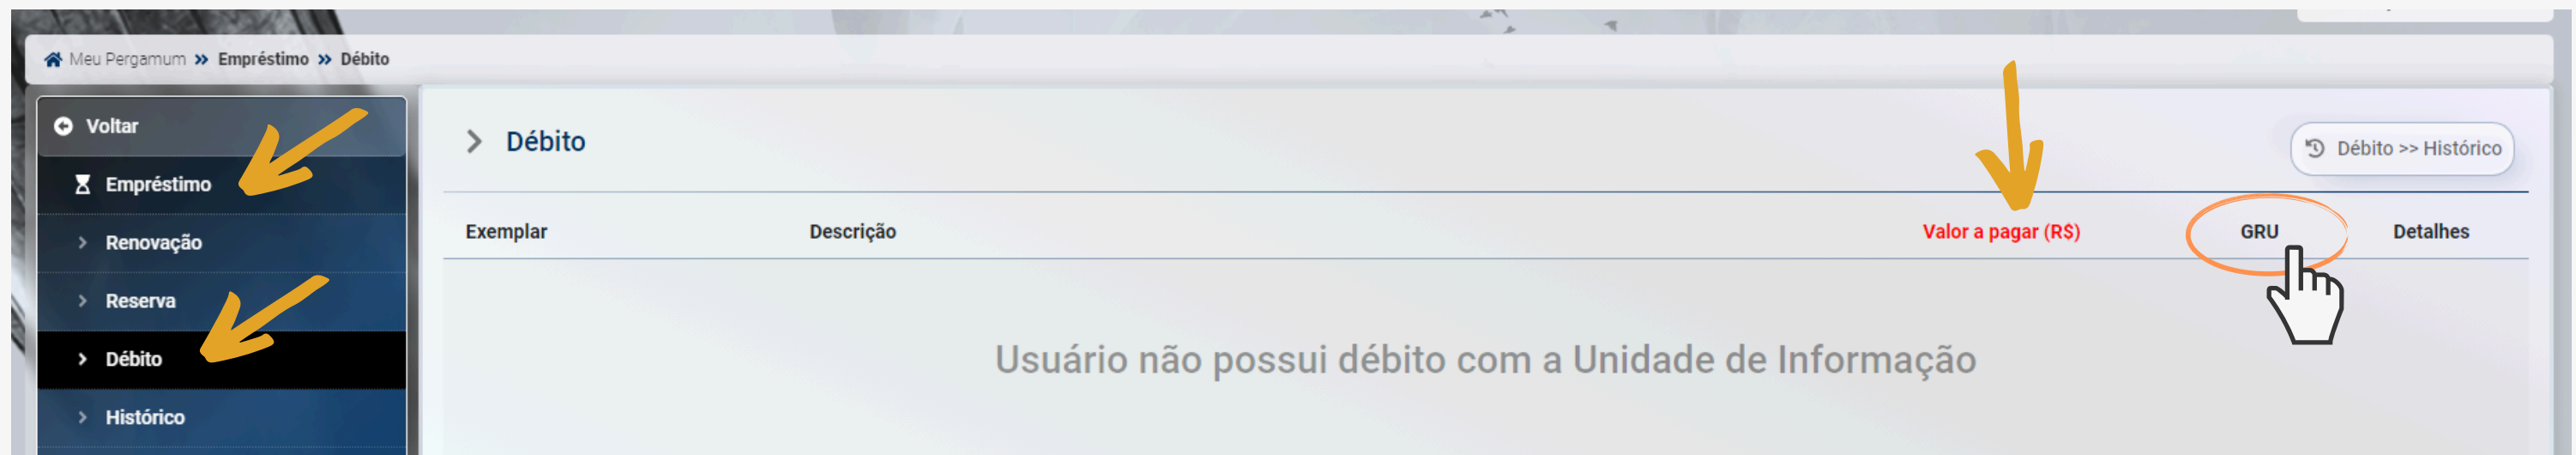 Meu Pergamum » Empréstimo » Débito
Voltar
Empréstimo
Renovação
Reserva
Débito
Histórico
Débito
Débito >> Histórico
Exemplar Descrição Valor a pagar (R$) GRU Detalhes
Usuário não possui débito com a Unidade de Informação